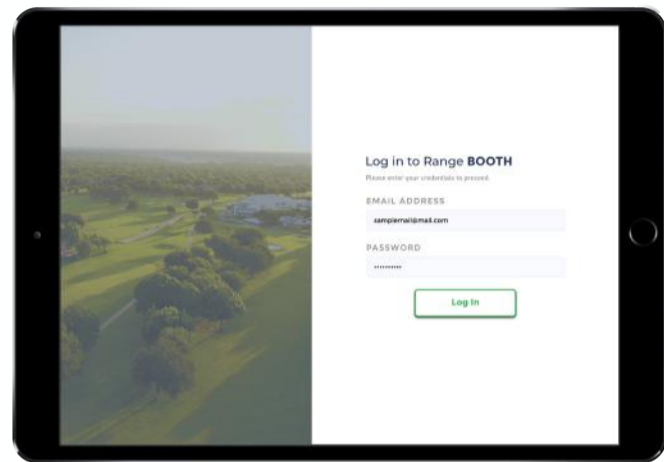 Log in to Range BOOTH
Please enter your credentials to proceed.
EMAIL ADDRESS
samplemail@mail.com
PASSWORD
Log In